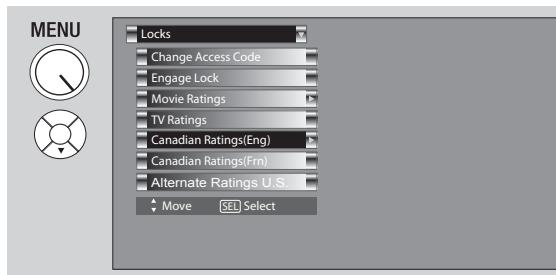 MENU
Locks
Change Access Code
Engage Lock
Movie Ratings
TV Ratings
Canadian Ratings(Eng)
Canadian Ratings(Frn)
Alternate Ratings U.S.
Move SEL Select